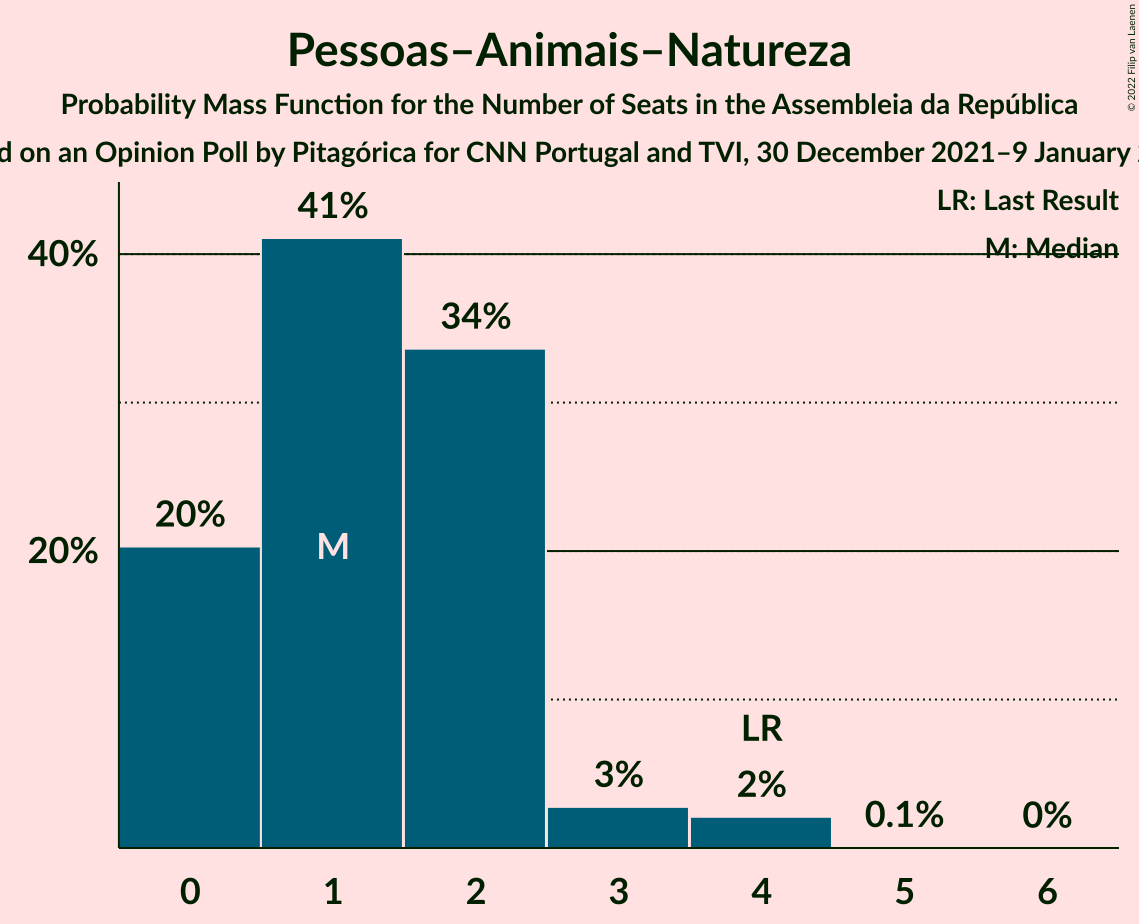 Pessoas–Animais–Natureza
Probability Mass Function for the Number of Seats in the Assembleia da República
d on an Opinion Poll by Pitagórica for CNN Portugal and TVI, 30 December 2021–9 January
© 2022 Filip van Laenen
LR: Last Result
M: Median
41%
40%
34%
20%
20%
M
LR
3%
2%
0.1%
0%
0 1 2 3 4 5 6